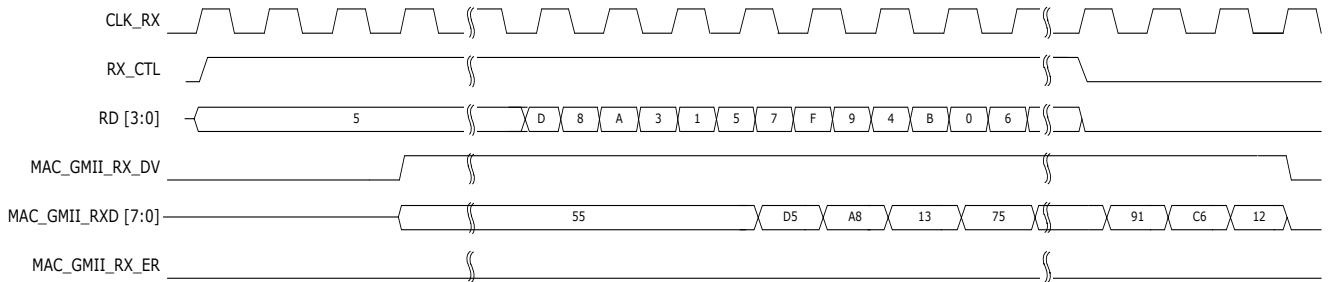 CLK_RX
RX_CTL
RD [3:0] 5 D 8 A 3 1 5 7 F 9 4 B 0 6
MAC_GMII_RX_DV
MAC_GMII_RXD [7:0] 55 D5 A8 13 75 91 C6 12
MAC_GMII_RX_ER